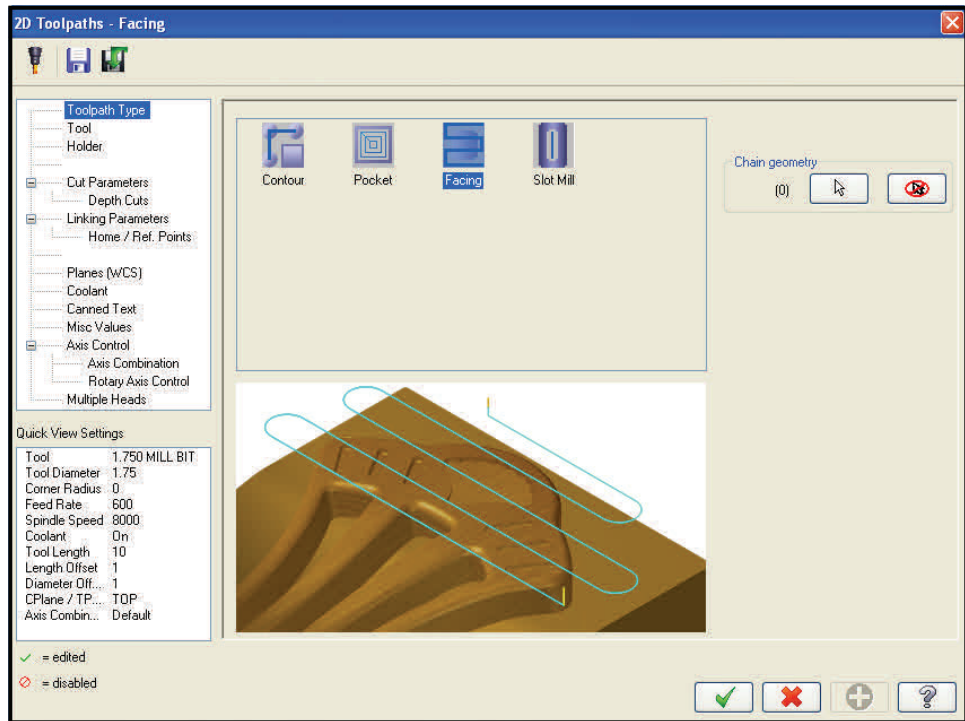 2D Toolpaths - Facing
Toolpath Type
Tool
Holder
Cut Parameters
Depth Cuts
Linking Parameters
Home / Ref. Points
Planes (WCS)
Coolant
Canned Text
Misc Values
Axis Control
Axis Combination
Rotary Axis Control
Multiple Heads
Contour Pocket Facing Slot Mill
Chain geometry
(0)
Quick View Settings
Tool 1.750 MILL BIT
Tool Diameter 1.75
Corner Radius 0
Feed Rate 600
Spindle Speed 8000
Coolant On
Tool Length 10
Length Offset 1
Diameter Off... 1
CPlane / TP... TOP
Axis Combin... Default
= edited
= disabled